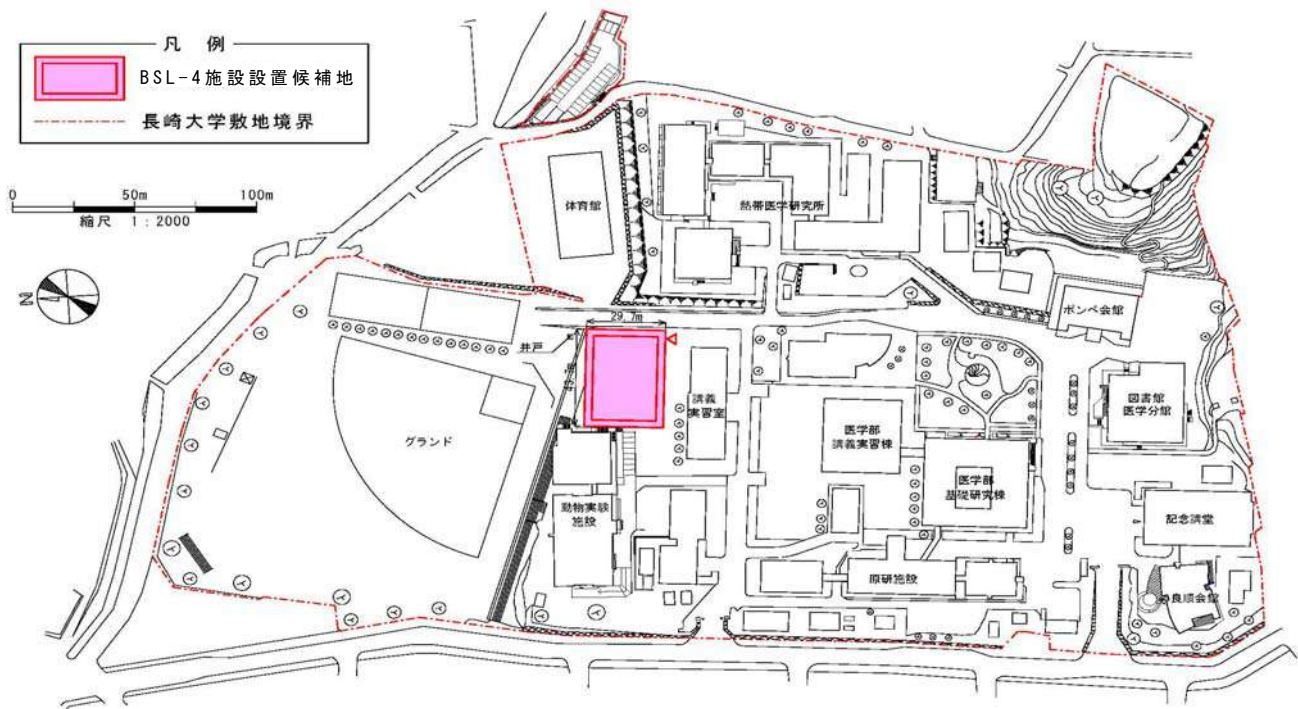 凡 例
BSL-4施設設置候補地
長崎大学敷地境界
0 50m 100m
縮尺 1:2000
N
体育館
熱帯医学研究所
ポンペ会館
29.7m
井戸
講義
実習室
グランド
医学部
講義実習棟
医学部
基礎研究棟
図書館
医学分館
動物実験
施設
記念講堂
原研施設
良順会館